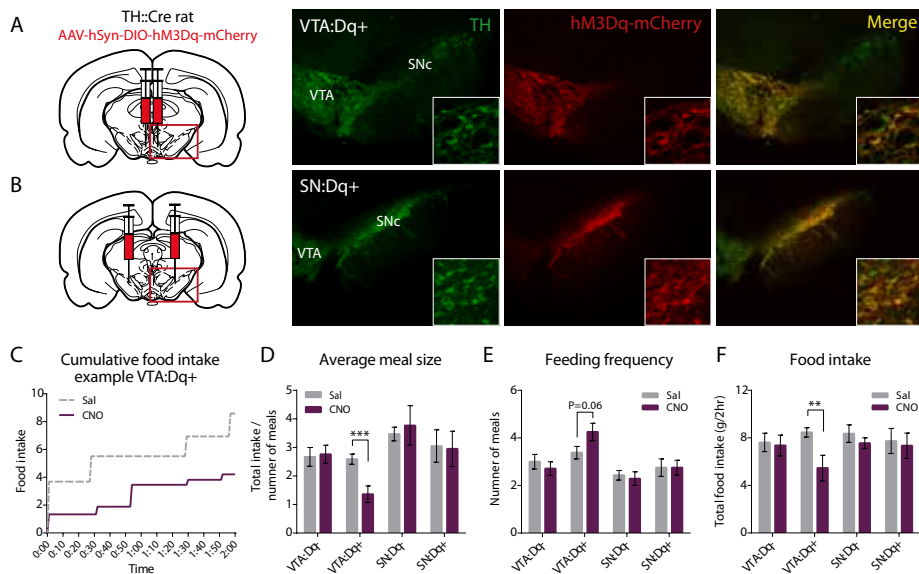 A
TH::Cre rat
AAV-hSyn-DIO-hM3Dq-mCherry
VTA:Dq+
TH
SNc
VTA
hM3Dq-mCherry
Merge
B
SN:Dq+
SNc
VTA
C
Cumulative food intake
example VTA:Dq+
Food intake
10
8
6
4
2
0
Sal
CNO
0:00
0:10
0:20
0:30
0:40
0:50
1:00
1:10
1:20
1:30
1:40
1:50
2:00
Time
D
Average meal size
Total intake /
numner of meals
5
4
3
2
1
0
Sal
CNO
***
VTA:Dq-
VTA:Dq+
SN:Dq-
SN:Dq+
E
Feeding frequency
Numner of meals
6
4
2
0
Sal
CNO
P=0.06
VTA:Dq-
VTA:Dq+
SN:Dq-
SN:Dq+
F
Food intake
Total food intake (g/2hr)
12
8
4
0
Sal
CNO
**
VTA:Dq-
VTA:Dq+
SN:Dq-
SN:Dq+